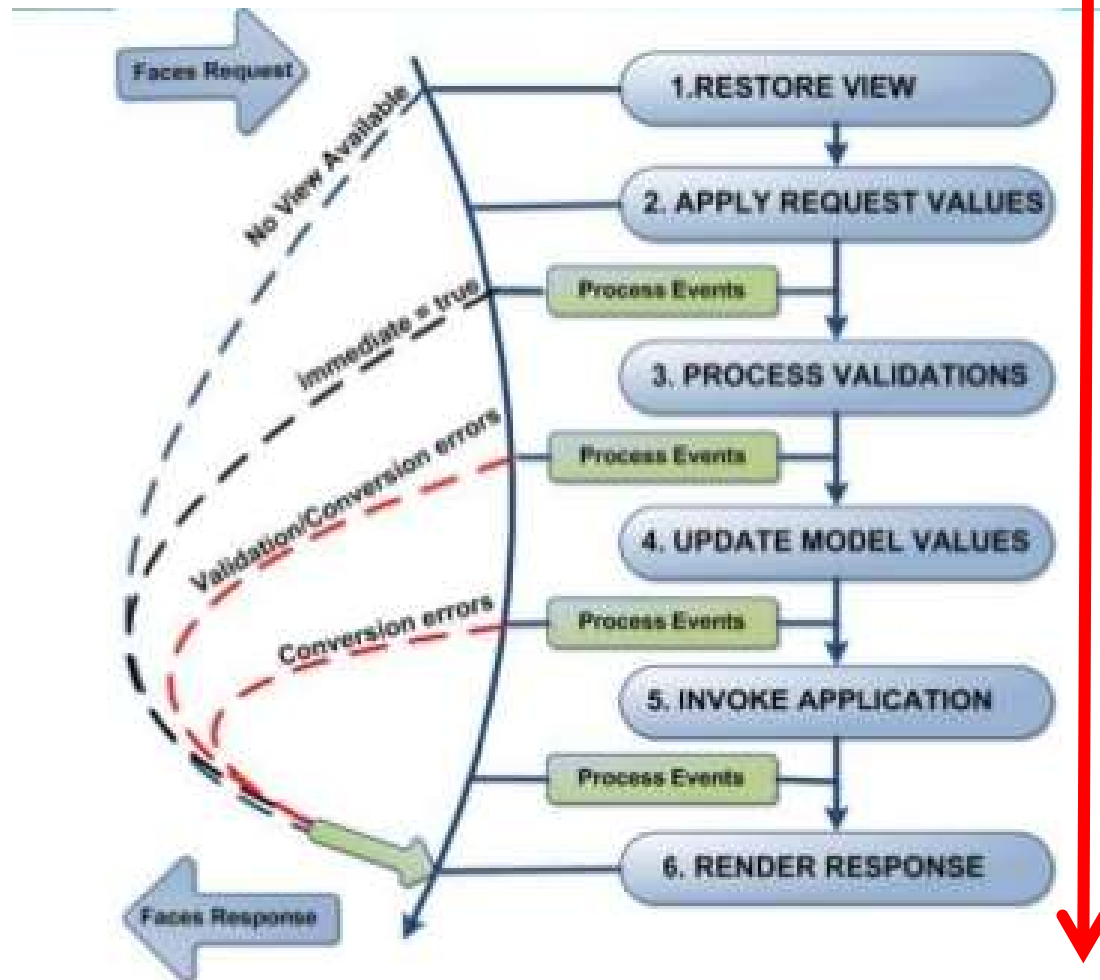 Faces Request
1.RESTORE VIEW
No View Available
2. APPLY REQUEST VALUES
Immediate = true
Process Events
3. PROCESS VALIDATIONS
Validation/Conversion errors
Process Events
4. UPDATE MODEL VALUES
Conversion errors
Process Events
5. INVOKE APPLICATION
Process Events
6. RENDER RESPONSE
Faces Response